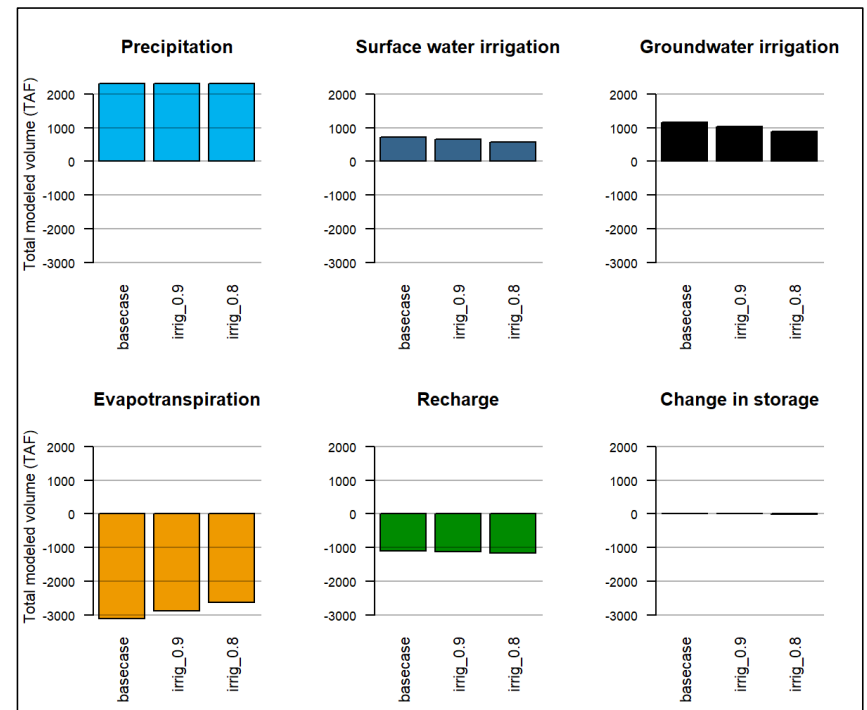 Precipitation
Surface water irrigation
Groundwater irrigation
Total modeled volume (TAF)
2000
1000
0
-1000
-2000
-3000
basecase
irrig_0.9
irrig_0.8
2000
1000
0
-1000
-2000
-3000
basecase
irrig_0.9
irrig_0.8
2000
1000
0
-1000
-2000
-3000
basecase
irrig_0.9
irrig_0.8
Evapotranspiration
Recharge
Change in storage
Total modeled volume (TAF)
2000
1000
0
-1000
-2000
-3000
basecase
irrig_0.9
irrig_0.8
2000
1000
0
-1000
-2000
-3000
basecase
irrig_0.9
irrig_0.8
2000
1000
0
-1000
-2000
-3000
basecase
irrig_0.9
irrig_0.8